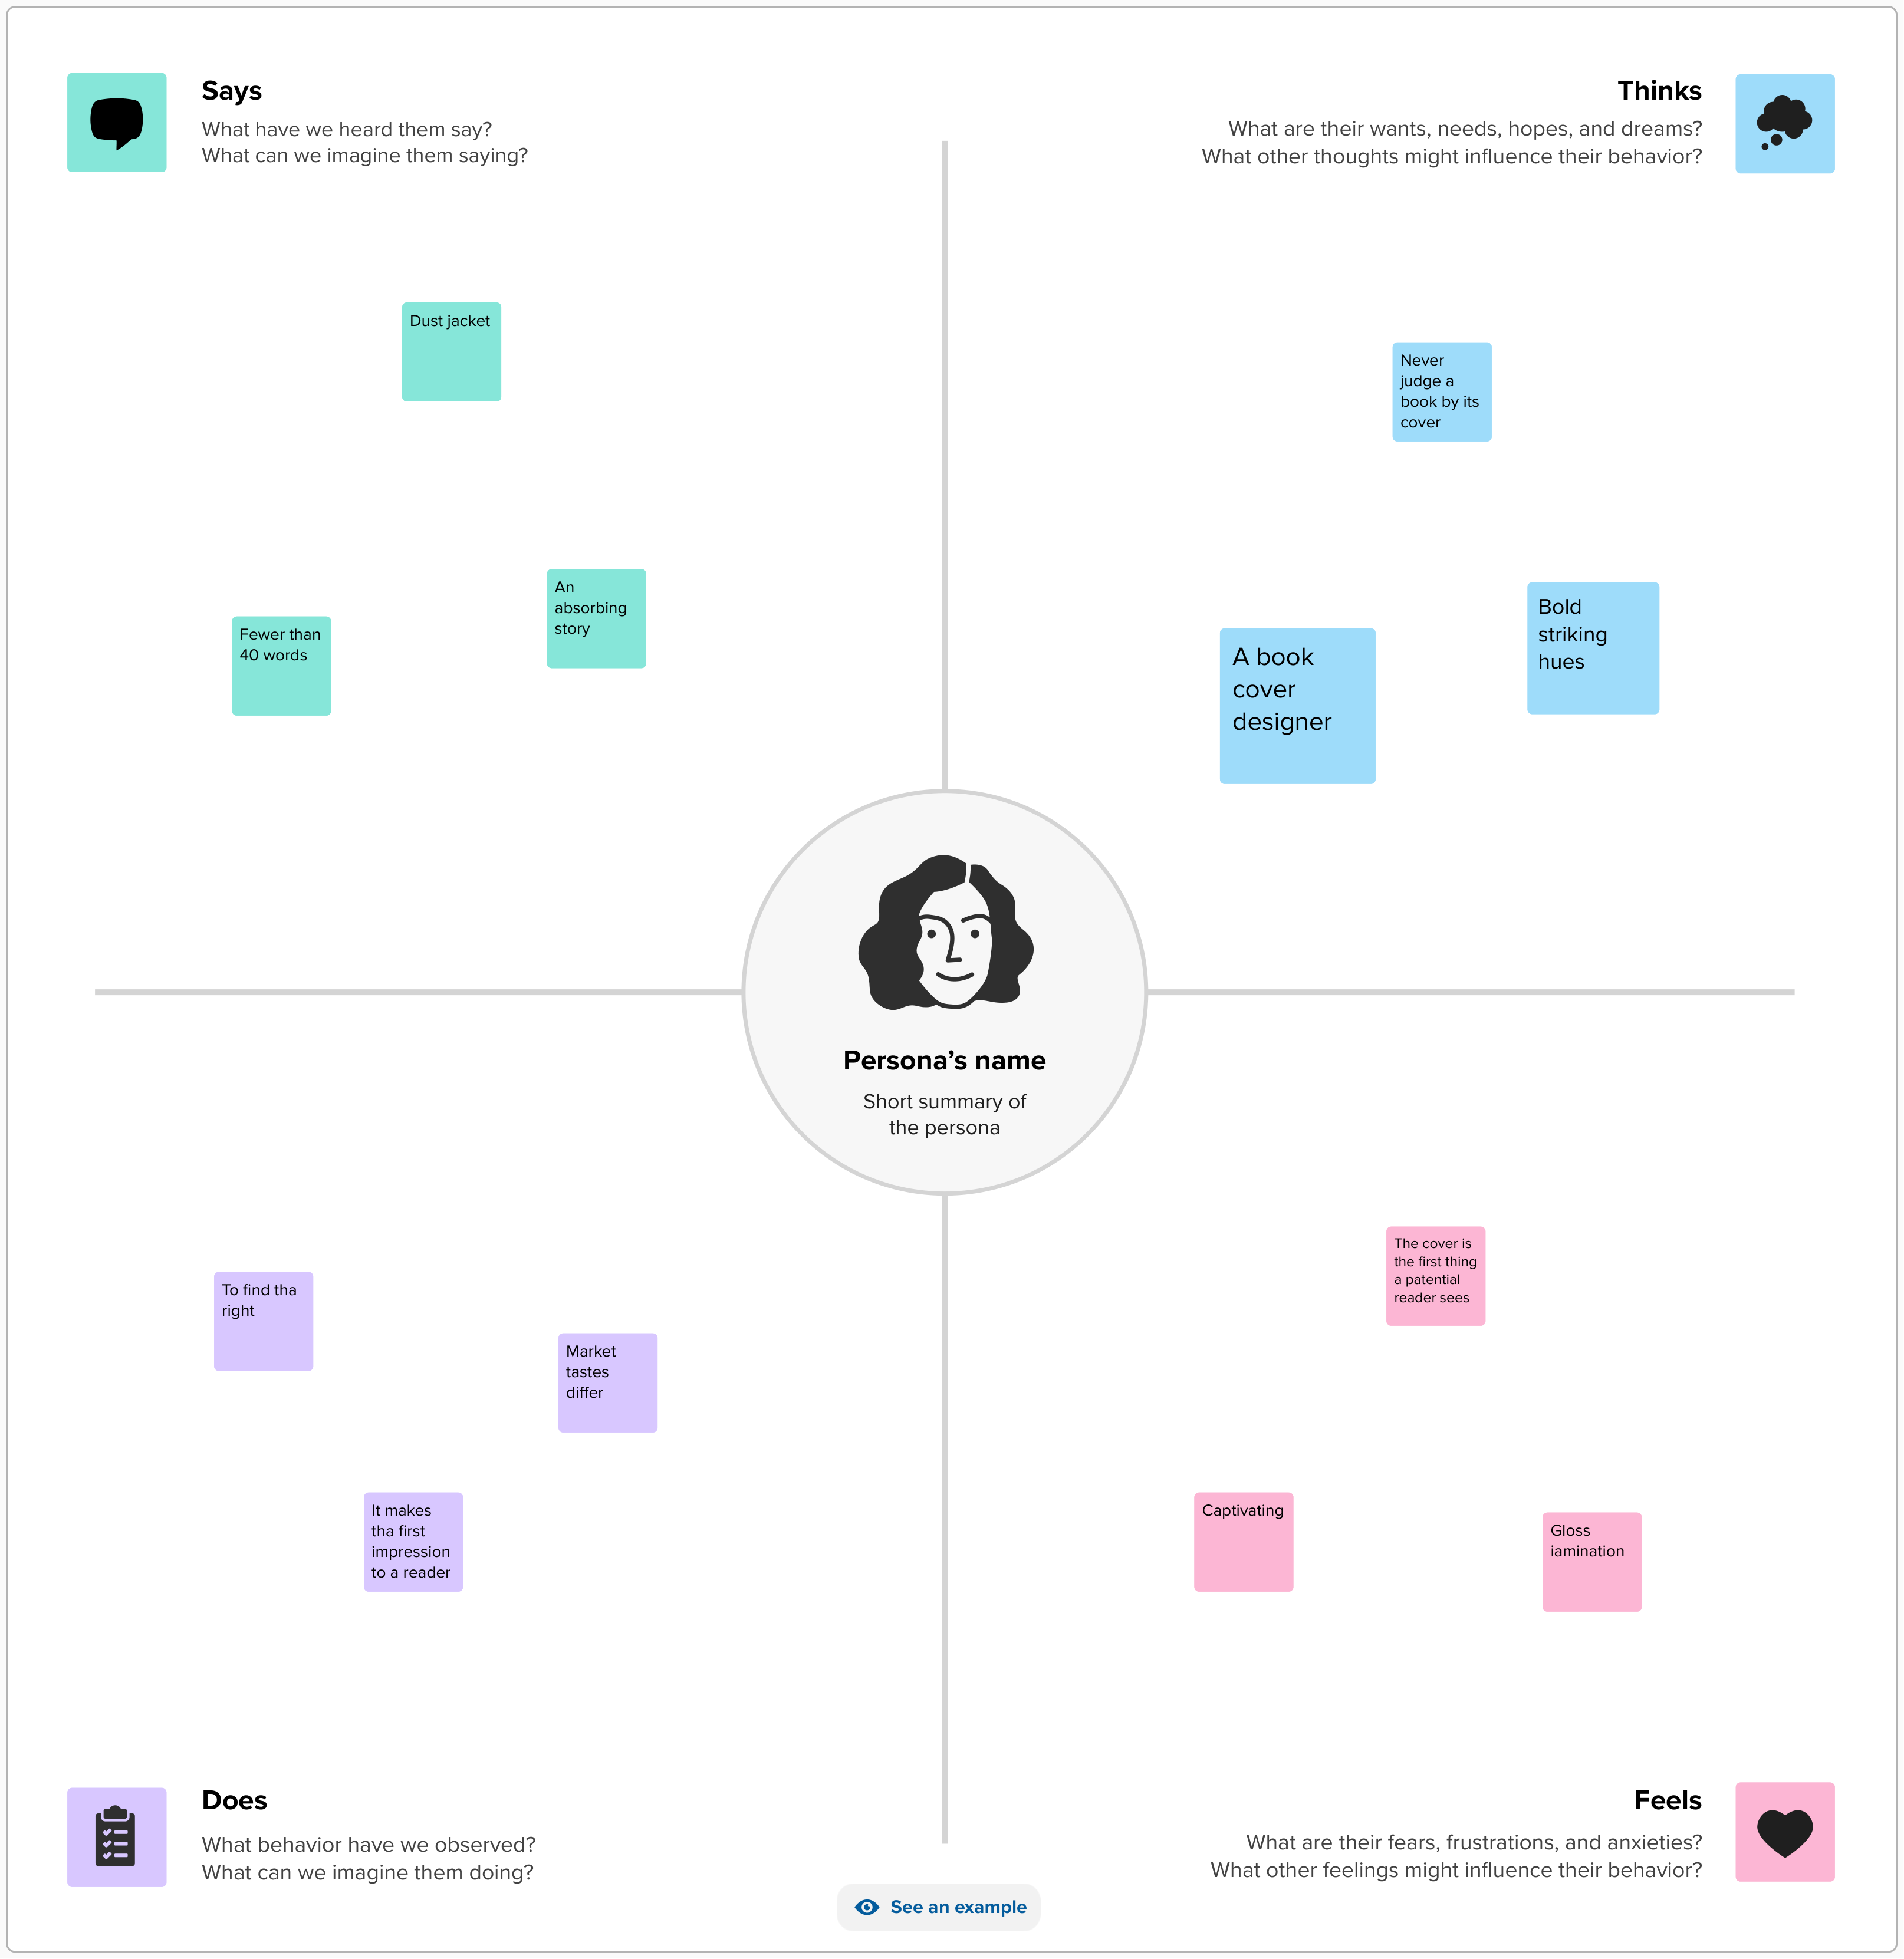 Says
What have we heard them say?
What can we imagine them saying?
Thinks
What are their wants, needs, hopes, and dreams?
What other thoughts might influence their behavior?
Dust jacket
An
absorbing
story
Fewer than
40 words
Never
judge a
book by its
cover
Bold
striking
hues
A book
cover
designer
Persona’s name
Short summary of
the persona
To find tha
right
Market
tastes
differ
It makes
tha first
impression
to a reader
The cover is
the first thing
a patential
reader sees
Captivating
Gloss
iamination
Does
What behavior have we observed?
What can we imagine them doing?
Feels
What are their fears, frustrations, and anxieties?
What other feelings might influence their behavior?
See an example